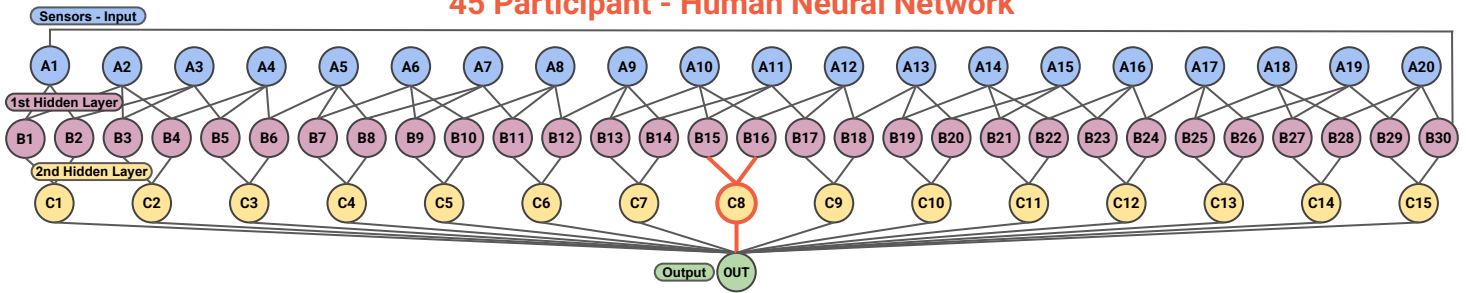 45 Participant - Human Neural Network
Sensors - Input
A1 A2 A3 A4 A5 A6 A7 A8 A9 A10 A11 A12 A13 A14 A15 A16 A17 A18 A19 A20
1st Hidden Layer
B1 B2 B3 B4 B5 B6 B7 B8 B9 B10 B11 B12 B13 B14 B15 B16 B17 B18 B19 B20 B21 B22 B23 B24 B25 B26 B27 B28 B29 B30
2nd Hidden Layer
C1 C2 C3 C4 C5 C6 C7 C8 C9 C10 C11 C12 C13 C14 C15
Output OUT